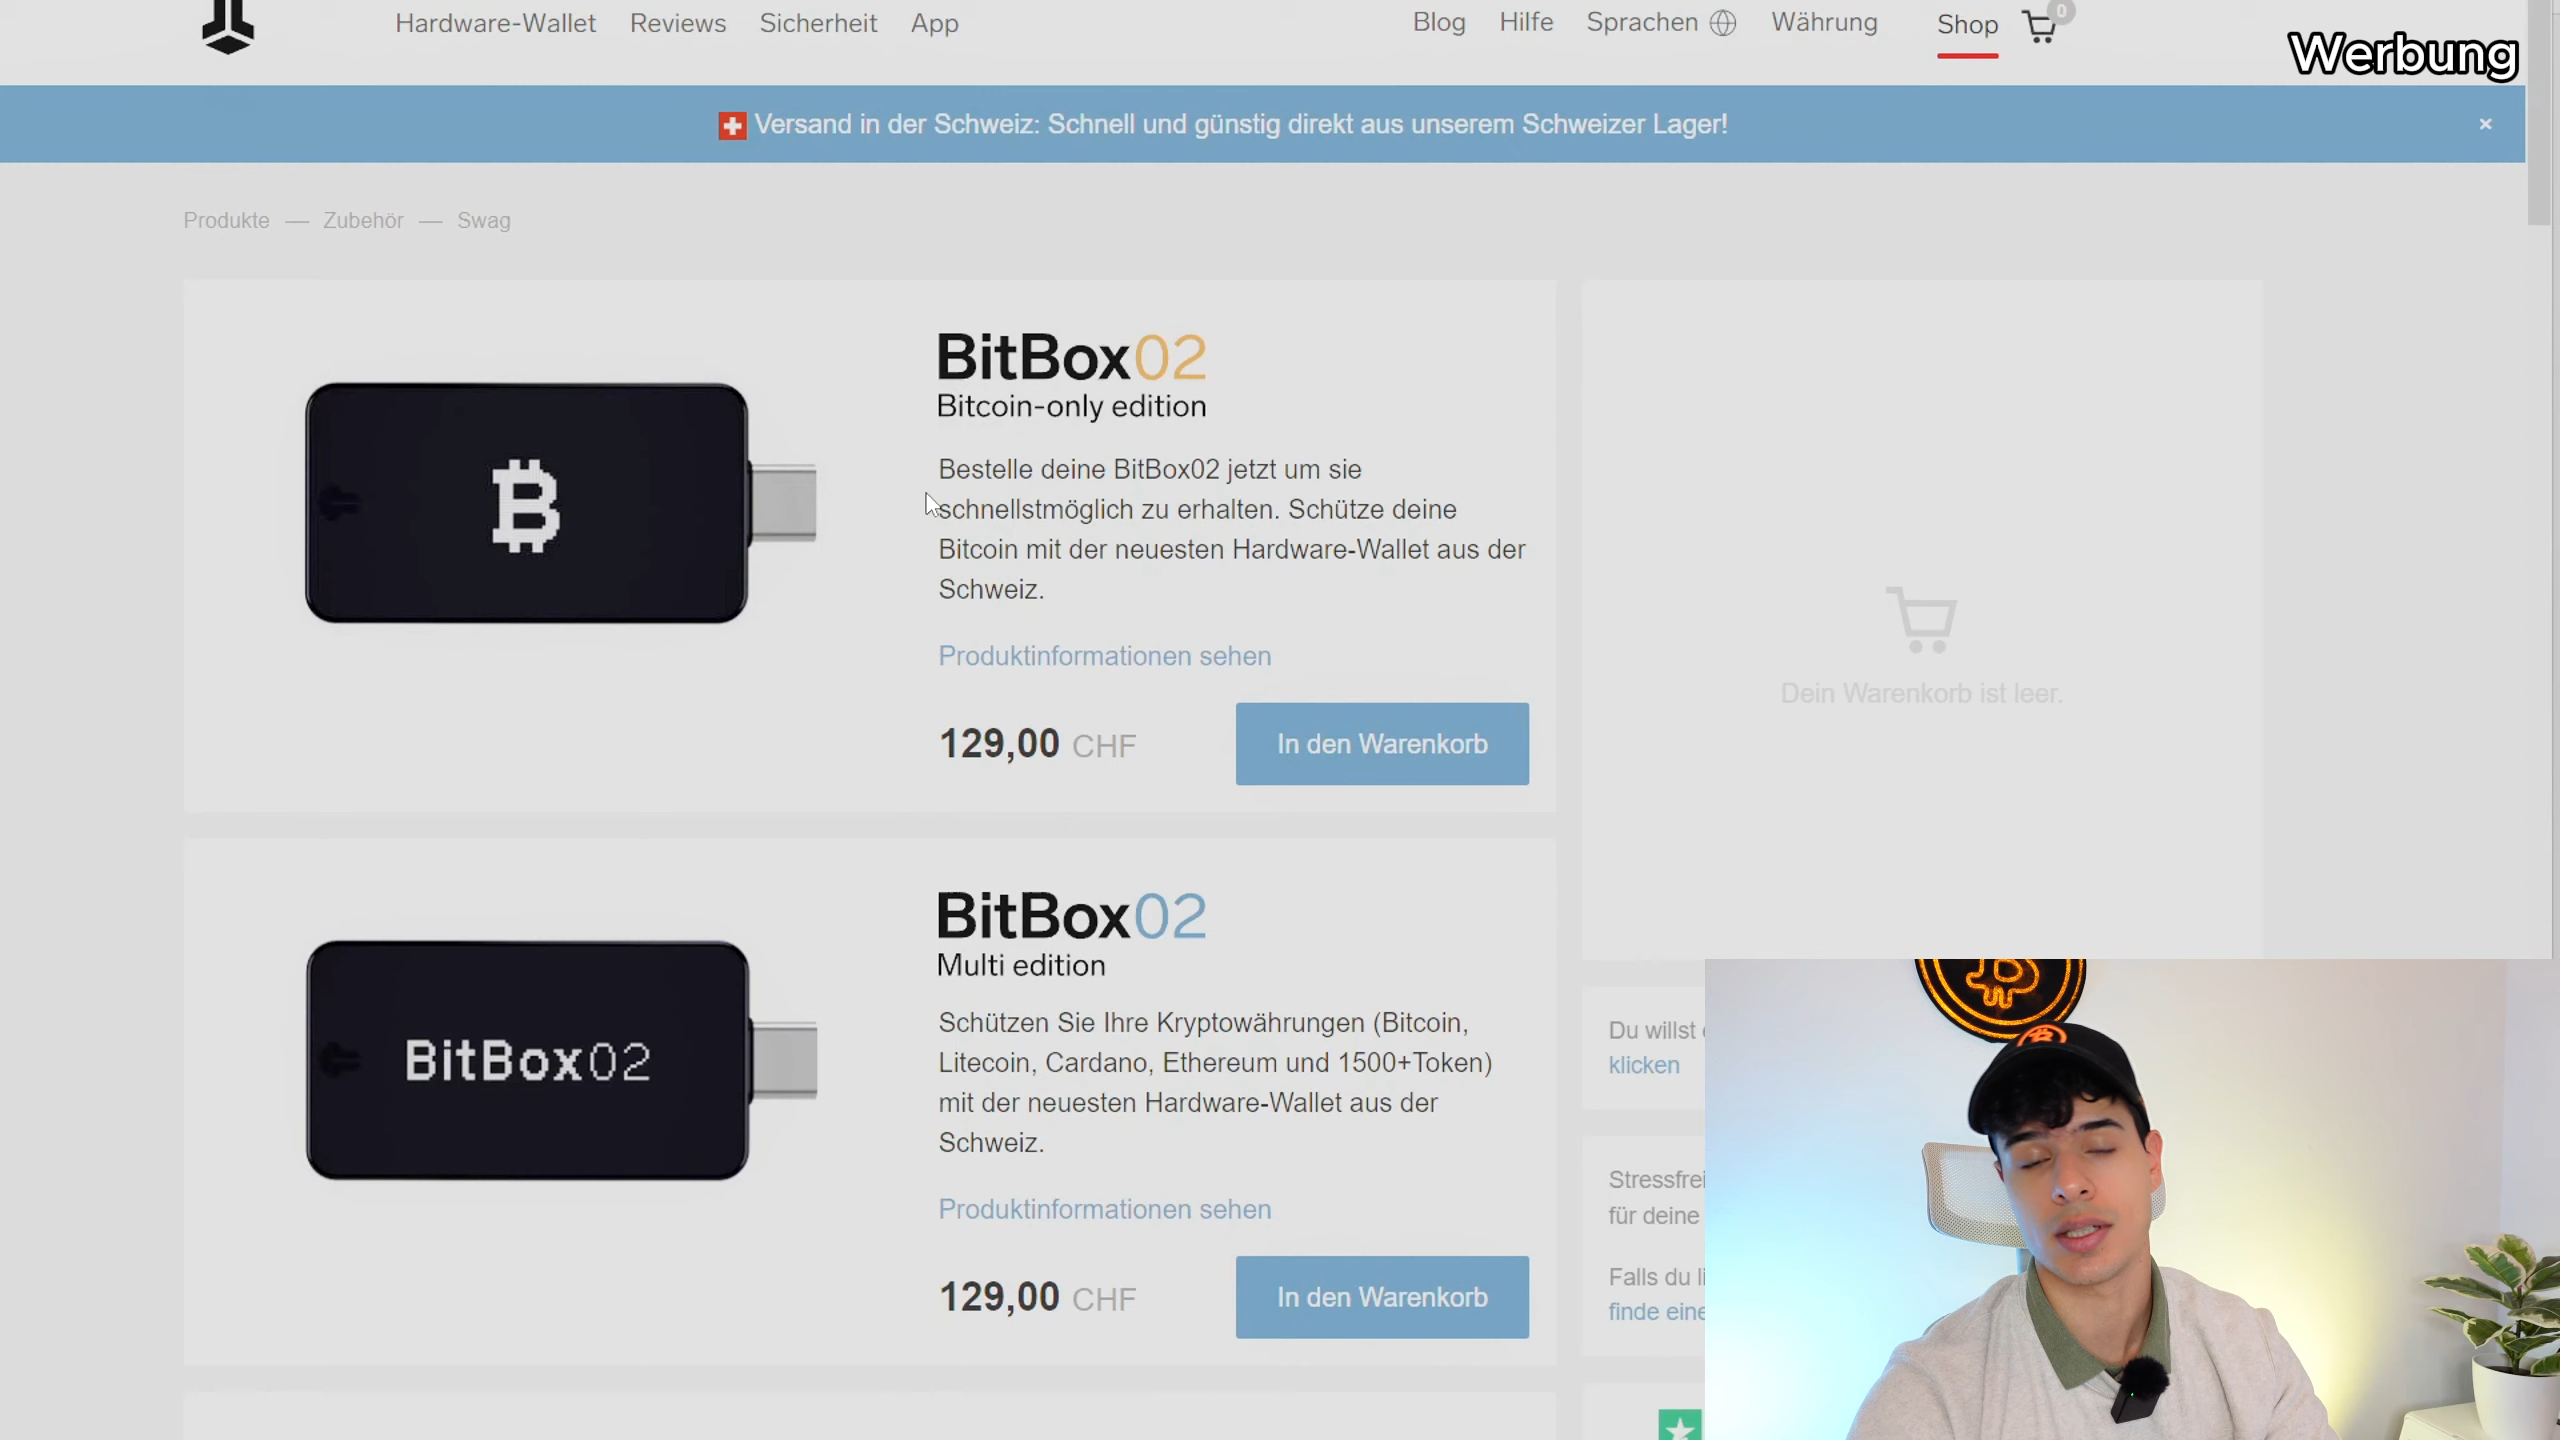 Hardware-Wallet Reviews Sicherheit App Blog Hilfe Sprachen Währung Shop 0
Werbung
Versand in der Schweiz: Schnell und günstig direkt aus unserem Schweizer Lager! ×
Produkte — Zubehör — Swag
BitBox02
Bitcoin-only edition
Bestelle deine BitBox02 jetzt um sie
schnellstmöglich zu erhalten. Schütze deine
Bitcoin mit der neuesten Hardware-Wallet aus der
Schweiz.
Produktinformationen sehen
129,00 CHF
In den Warenkorb
Dein Warenkorb ist leer.
BitBox02
BitBox02
Multi edition
Schützen Sie Ihre Kryptowährungen (Bitcoin,
Litecoin, Cardano, Ethereum und 1500+Token)
mit der neuesten Hardware-Wallet aus der
Schweiz.
Produktinformationen sehen
129,00 CHF
In den Warenkorb
Du willst
klicken
für deine
Falls du